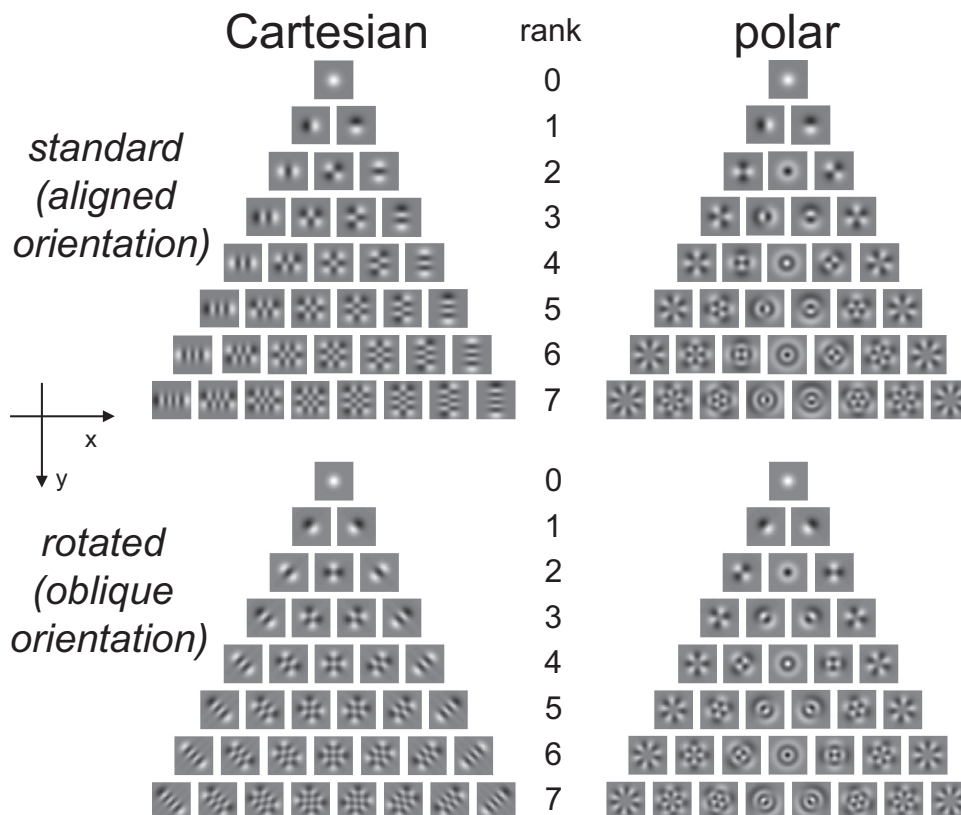 Cartesian rank polar
0
1
standard
(aligned
orientation)
2
3
4
5
6
7
x
y
0
1
rotated
(oblique
orientation)
2
3
4
5
6
7